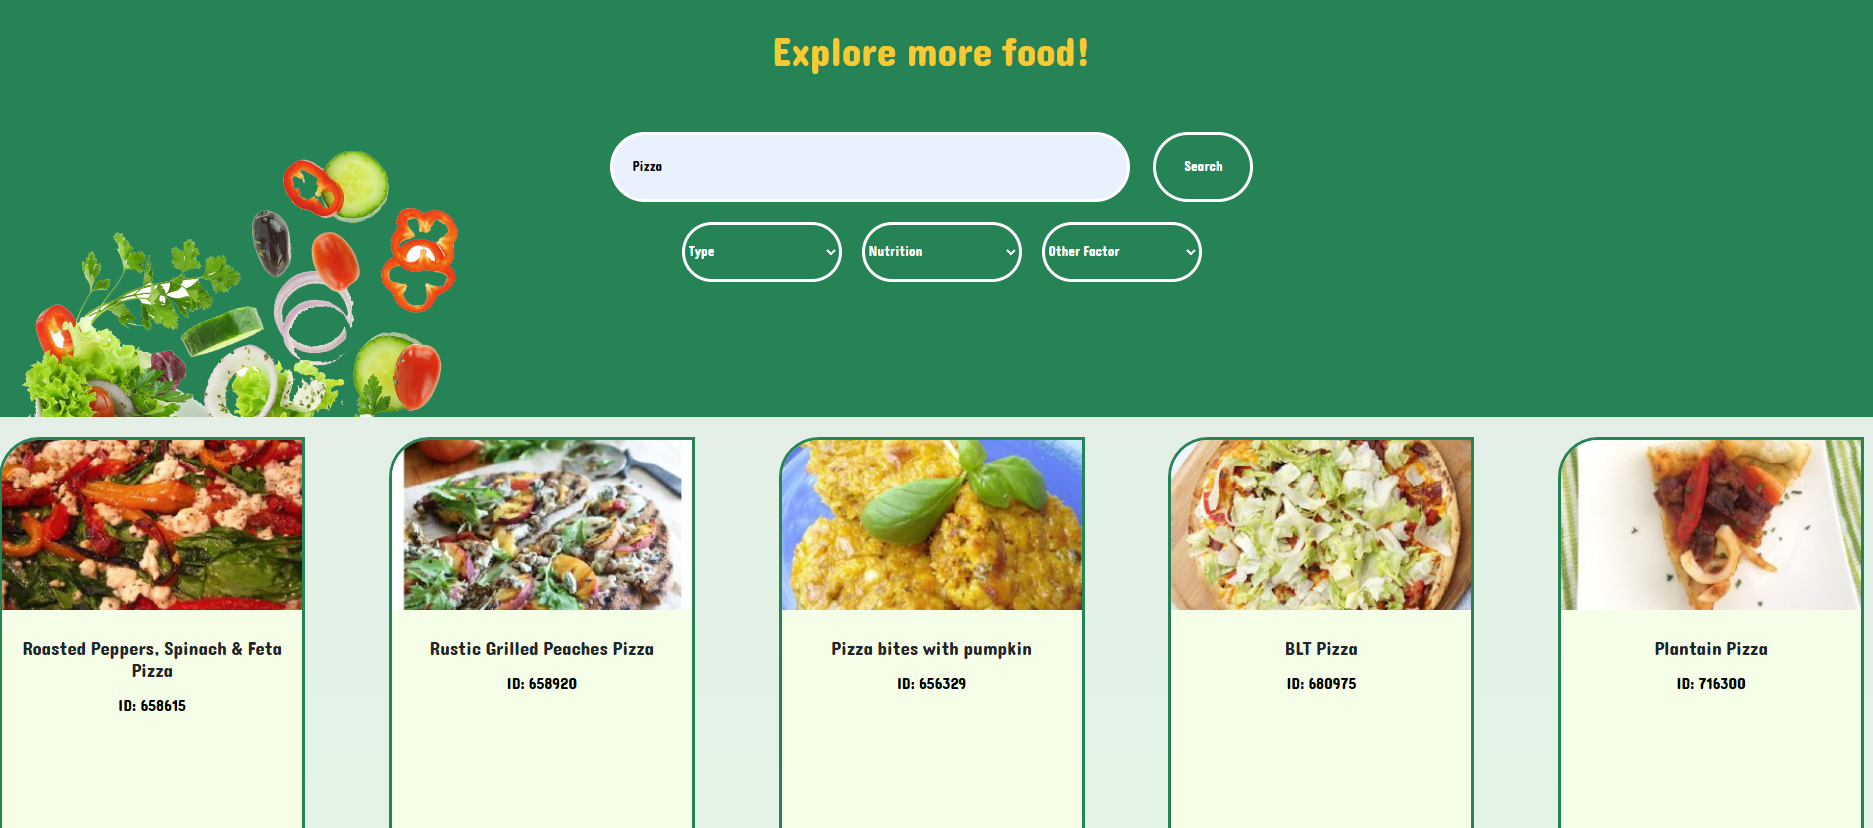 Explore more food!
Pizza
Search
Type
Nutrition
Other Factor
Roasted Peppers, Spinach & Feta
Pizza
ID: 658615
Rustic Grilled Peaches Pizza
ID: 658920
Pizza bites with pumpkin
ID: 656329
BLT Pizza
ID: 680975
Plantain Pizza
ID: 716300